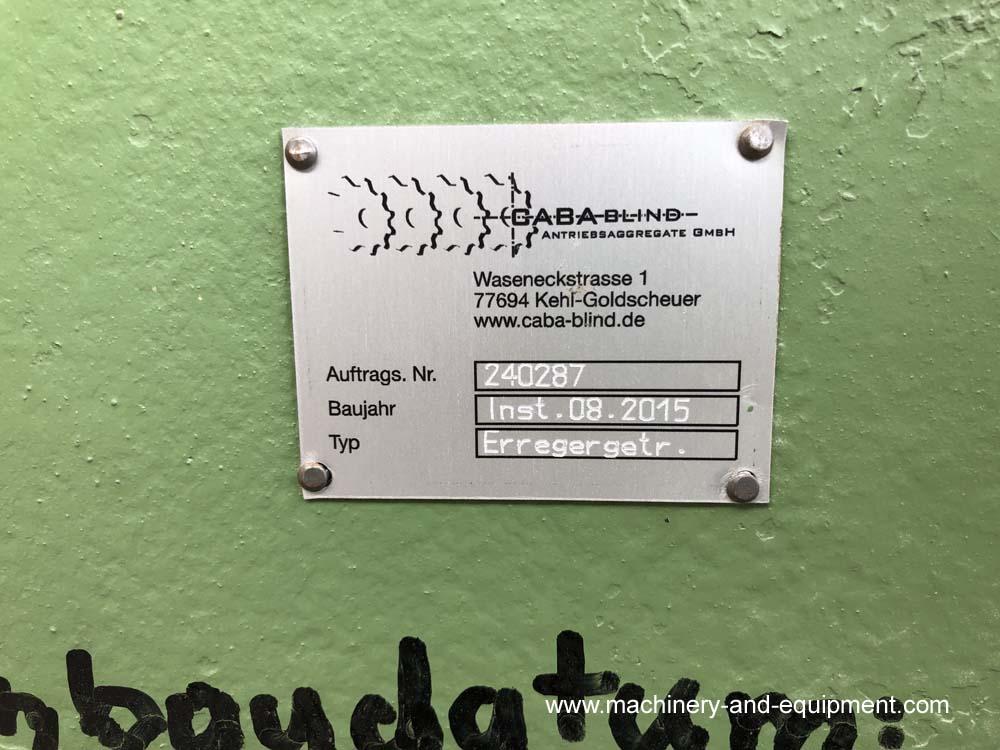 CABA-BLIND
ANTRIEBSAGGREGATE GMBH
Waseneckstrasse 1
77694 Kehl-Goldscheuer
www.caba-blind.de
Auftrags. Nr. 240287
Baujahr Inst.08.2015
Typ Erregergetr.
nbaudatum:
www.machinery-and-equipment.com